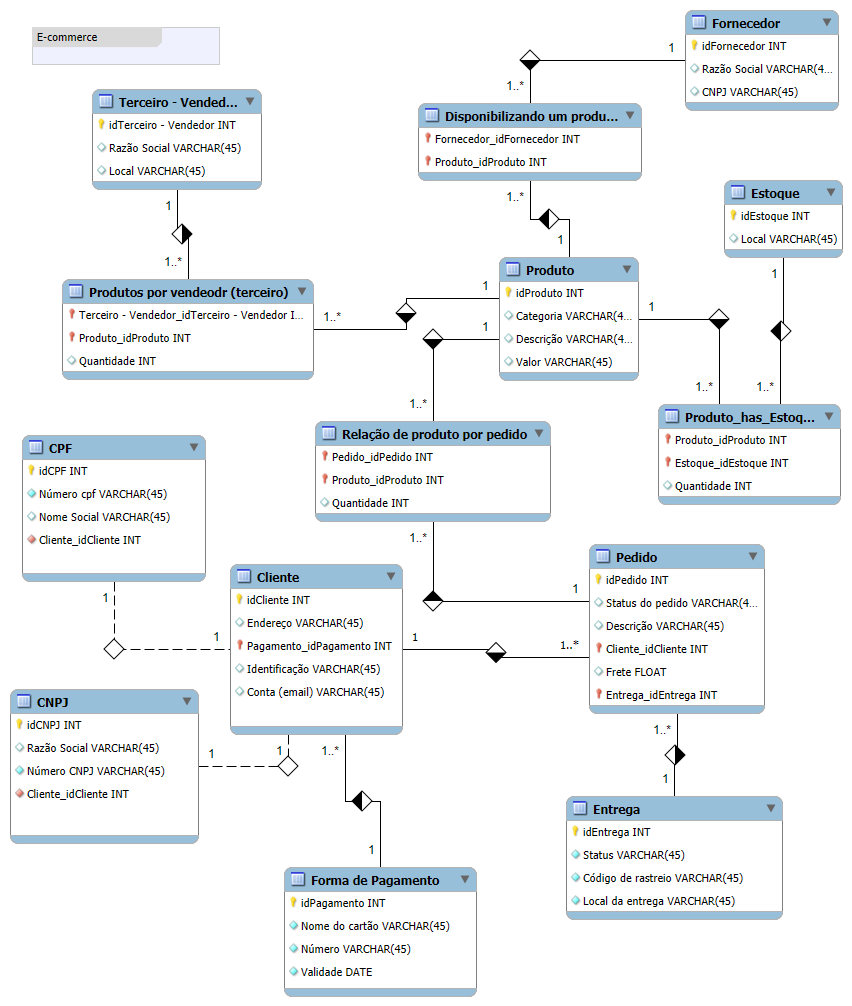 E-commerce
Fornecedor
idFornecedor INT
Razão Social VARCHAR(4...
CNPJ VARCHAR(45)
1
1..*
Terceiro - Vended...
idTerceiro - Vendedor INT
Razão Social VARCHAR(45)
Local VARCHAR(45)
Disponibilizando um produ...
Fornecedor_idFornecedor INT
Produto_idProduto INT
1..*
1
1
1..*
Estoque
idEstoque INT
Local VARCHAR(45)
1
1..*
Produtos por vendeodr (terceiro)
Terceiro - Vendedor_idTerceiro - Vendedor I...
Produto_idProduto INT
Quantidade INT
1..*
1
Produto
idProduto INT
Categoria VARCHAR(4...
Descrição VARCHAR(4...
Valor VARCHAR(45)
1
1..*
1
1..*
Produto_has_Estoq...
Produto_idProduto INT
Estoque_idEstoque INT
Quantidade INT
Relação de produto por pedido
Pedido_idPedido INT
Produto_idProduto INT
Quantidade INT
1..*
1
CPF
idCPF INT
Número cpf VARCHAR(45)
Nome Social VARCHAR(45)
Cliente_idCliente INT
1
1
Cliente
idCliente INT
Endereço VARCHAR(45)
Pagamento_idPagamento INT
Identificação VARCHAR(45)
Conta (email) VARCHAR(45)
1
1..*
Pedido
idPedido INT
Status do pedido VARCHAR(4...
Descrição VARCHAR(45)
Cliente_idCliente INT
Frete FLOAT
Entrega_idEntrega INT
1..*
1
CNPJ
idCNPJ INT
Razão Social VARCHAR(45)
Número CNPJ VARCHAR(45)
Cliente_idCliente INT
1
1
1..*
1
Entrega
idEntrega INT
Status VARCHAR(45)
Código de rastreio VARCHAR(45)
Local da entrega VARCHAR(45)
Forma de Pagamento
idPagamento INT
Nome do cartão VARCHAR(45)
Número VARCHAR(45)
Validade DATE